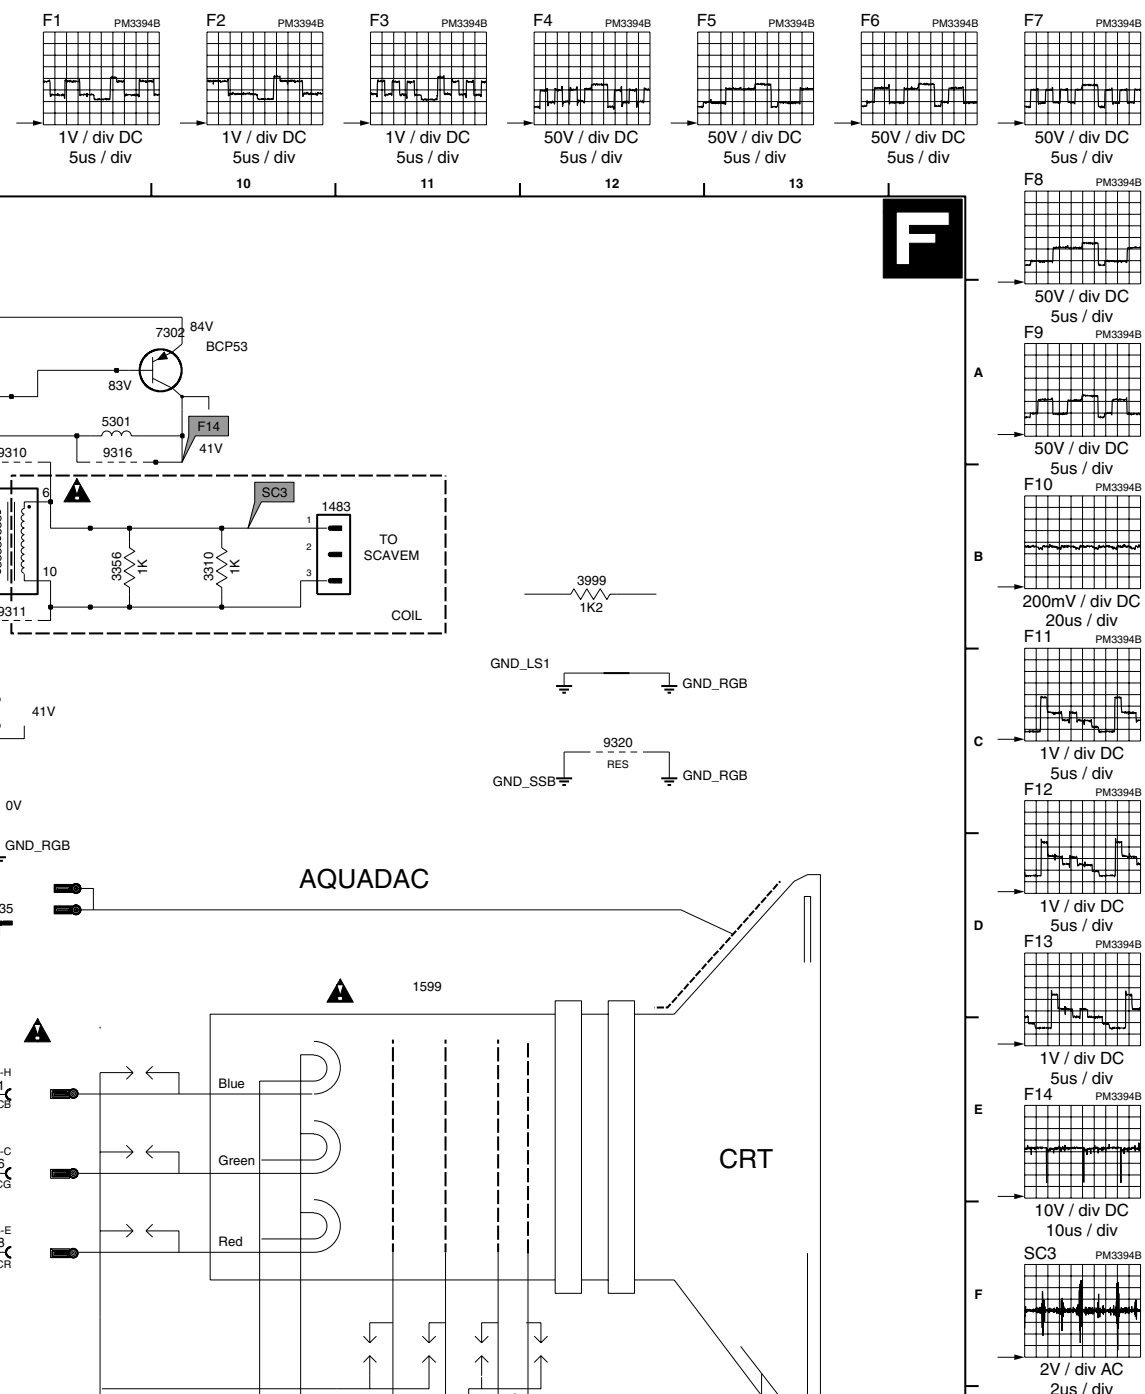 F1 PM3394B
1V / div DC
5us / div
F2 PM3394B
1V / div DC
5us / div
F3 PM3394B
1V / div DC
5us / div
F4 PM3394B
50V / div DC
5us / div
F5 PM3394B
50V / div DC
5us / div
F6 PM3394B
50V / div DC
5us / div
F7 PM3394B
50V / div DC
5us / div
10 11 12 13
F
F8 PM3394B
50V / div DC
5us / div
F9 PM3394B
50V / div DC
5us / div
F10 PM3394B
200mV / div DC
20us / div
F11 PM3394B
1V / div DC
5us / div
F12 PM3394B
1V / div DC
5us / div
F13 PM3394B
1V / div DC
5us / div
F14 PM3394B
10V / div DC
10us / div
SC3 PM3394B
2V / div AC
2us / div
A
B
C
D
E
F
7302 84V
BCP53
83V
5301
F14
9310 9316 41V
6 SC3
1483
1
2
3
TO
SCAVEM
3356
1K
3310
1K
10
9311
COIL
3999
1K2
GND_LS1
GND_RGB
41V
9320
RES
GND_SSB GND_RGB
0V
GND_RGB
AQUADAC
35
1599
-H
1
CB
Blue
-C
6
CG
Green
CRT
-E
8
CR
Red